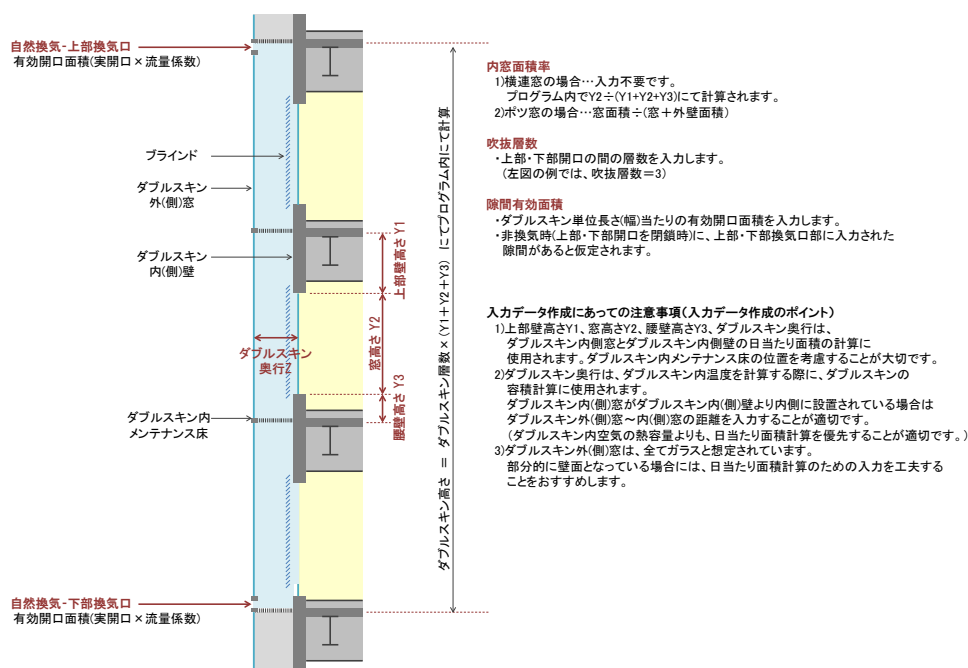 自然換気-上部換気口
有効開口面積(実開口×流量係数)
ブラインド
ダブルスキン
外(側)窓
ダブルスキン
内(側)壁
ダブルスキン
奥行Z
ダブルスキン内
メンテナンス床
自然換気-下部換気口
有効開口面積(実開口×流量係数)
上部壁高さ Y1
窓高さ Y2
腰壁高さ Y3
ダブルスキン高さ = ダブルスキン層数×(Y1+Y2+Y3) にてプログラム内にて計算
内窓面積率
1)横連窓の場合…入力不要です。
プログラム内でY2÷(Y1+Y2+Y3)にて計算されます。
2)ポツ窓の場合…窓面積÷(窓+外壁面積)
吹抜層数
・上部・下部開口の間の層数を入力します。
(左図の例では、吹抜層数=3)
隙間有効面積
・ダブルスキン単位長さ(幅)当たりの有効開口面積を入力します。
・非換気時(上部・下部開口を閉鎖時)に、上部・下部換気口部に入力された
隙間があると仮定されます。
入力データ作成にあっての注意事項(入力データ作成のポイント)
1)上部壁高さY1、窓高さY2、腰壁高さY3、ダブルスキン奥行は、
ダブルスキン内側窓とダブルスキン内側壁の日当たり面積の計算に
使用されます。ダブルスキン内メンテナンス床の位置を考慮することが大切です。
2)ダブルスキン奥行は、ダブルスキン内温度を計算する際に、ダブルスキンの
容積計算に使用されます。
ダブルスキン内(側)窓がダブルスキン内(側)壁より内側に設置されている場合は
ダブルスキン外(側)窓~内(側)窓の距離を入力することが適切です。
(ダブルスキン内空気の熱容量よりも、日当たり面積計算を優先することが適切です。)
3)ダブルスキン外(側)窓は、全てガラスと想定されています。
部分的に壁面となっている場合には、日当たり面積計算のための入力を工夫する
ことをおすすめします。